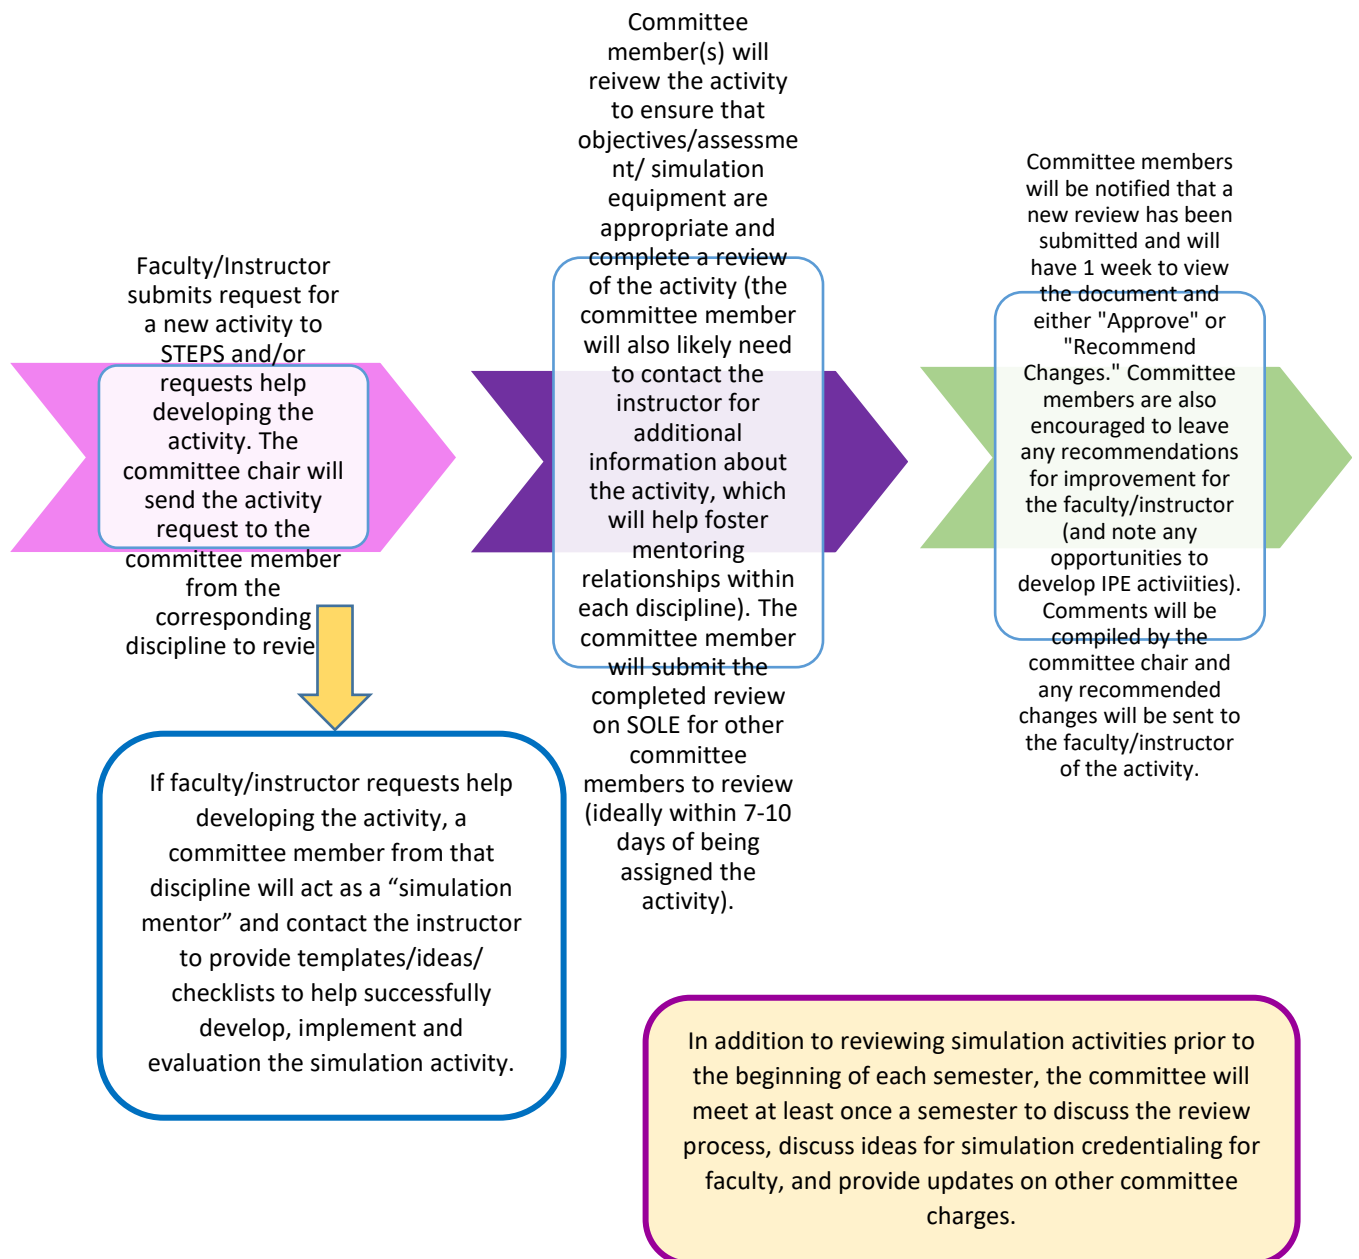 Faculty/Instructor
submits request for
a new activity to
STEPS and/or
requests help
developing the
activity. The
committee chair will
send the activity
request to the
committee member
from the
corresponding
discipline to revie
If faculty/instructor requests help
developing the activity, a
committee member from that
discipline will act as a “simulation
mentor” and contact the instructor
to provide templates/ideas/
checklists to help successfully
develop, implement and
evaluation the simulation activity.
Committee
member(s) will
reivew the activity
to ensure that
objectives/assessme
nt/ simulation
equipment are
appropriate and
complete a review
of the activity (the
committee member
will also likely need
to contact the
instructor for
additional
information about
the activity, which
will help foster
mentoring
relationships within
each discipline). The
committee member
will submit the
completed review
on SOLE for other
committee
members to review
(ideally within 7-10
days of being
assigned the
activity).
Committee members
will be notified that a
new review has been
submitted and will
have 1 week to view
the document and
either "Approve" or
"Recommend
Changes." Committee
members are also
encouraged to leave
any recommendations
for improvement for
the faculty/instructor
(and note any
opportunities to
develop IPE activiities).
Comments will be
compiled by the
committee chair and
any recommended
changes will be sent to
the faculty/instructor
of the activity.
In addition to reviewing simulation activities prior to
the beginning of each semester, the committee will
meet at least once a semester to discuss the review
process, discuss ideas for simulation credentialing for
faculty, and provide updates on other committee
charges.